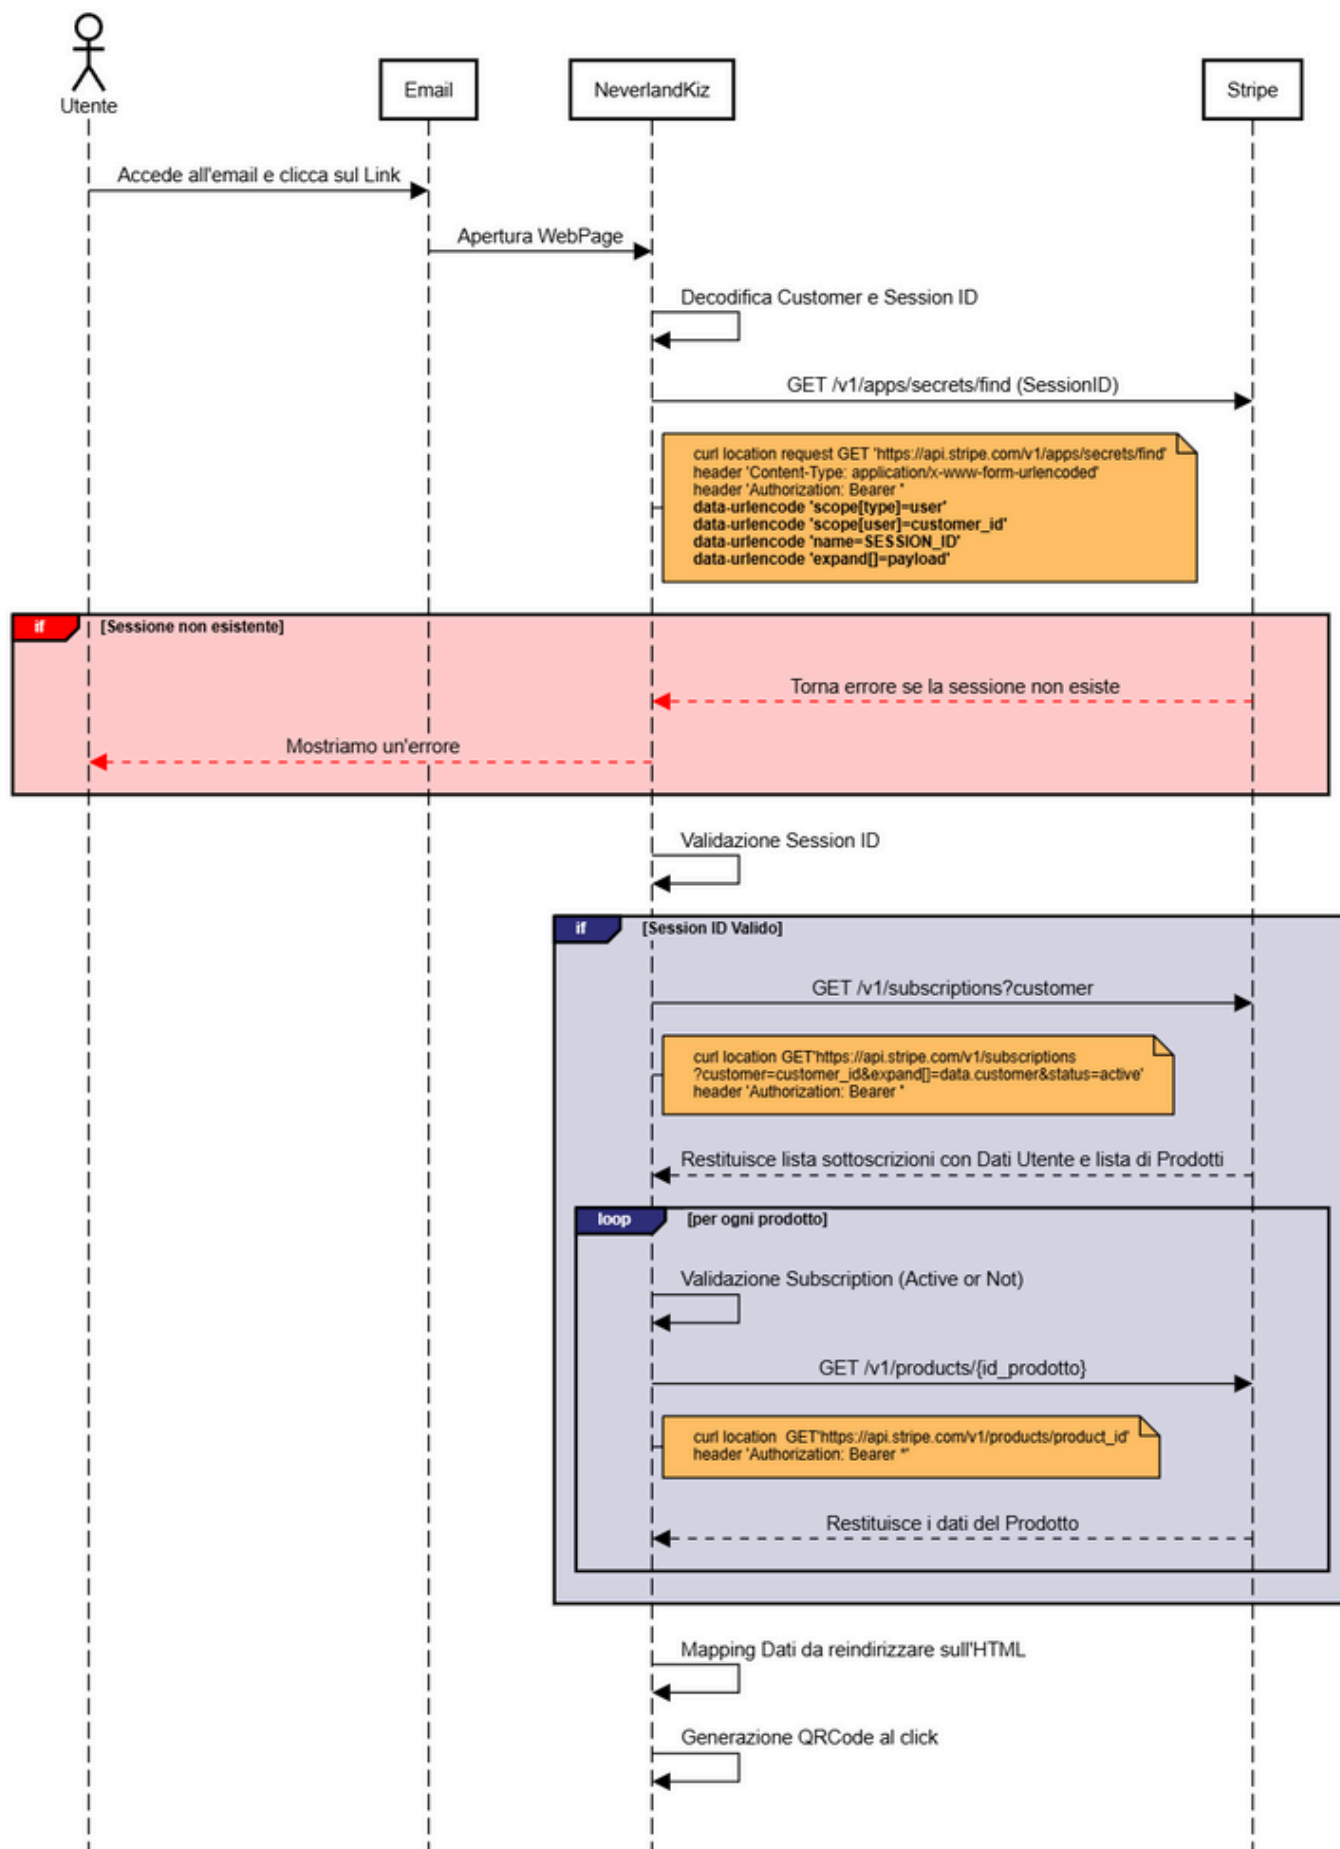 Utente
Email
NeverlandKiz
Stripe
Accede all'email e clicca sul Link
Apertura WebPage
Decodifica Customer e Session ID
GET /v1/apps/secrets/find (SessionID)
curl location request GET 'https://api.stripe.com/v1/apps/secrets/find'
header 'Content-Type: application/x-www-form-urlencoded'
header 'Authorization: Bearer "
data-urlencode 'scope[type]=user'
data-urlencode 'scope[user]=customer_id'
data-urlencode 'name=SESSION_ID'
data-urlencode 'expand[]=payload'
if [Sessione non esistente]
Torna errore se la sessione non esiste
Mostriamo un'errore
Validazione Session ID
if [Session ID Valido]
GET /v1/subscriptions?customer
curl location GET'https://api.stripe.com/v1/subscriptions
?customer=customer_id&expand[]=data.customer&status=active'
header 'Authorization: Bearer "
Restituisce lista sottoscrizioni con Dati Utente e lista di Prodotti
loop [per ogni prodotto]
Validazione Subscription (Active or Not)
GET /v1/products/{id_prodotto}
curl location  GET'https://api.stripe.com/v1/products/product_id'
header 'Authorization: Bearer "'
Restituisce i dati del Prodotto
Mapping Dati da reindirizzare sull'HTML
Generazione QRCode al click